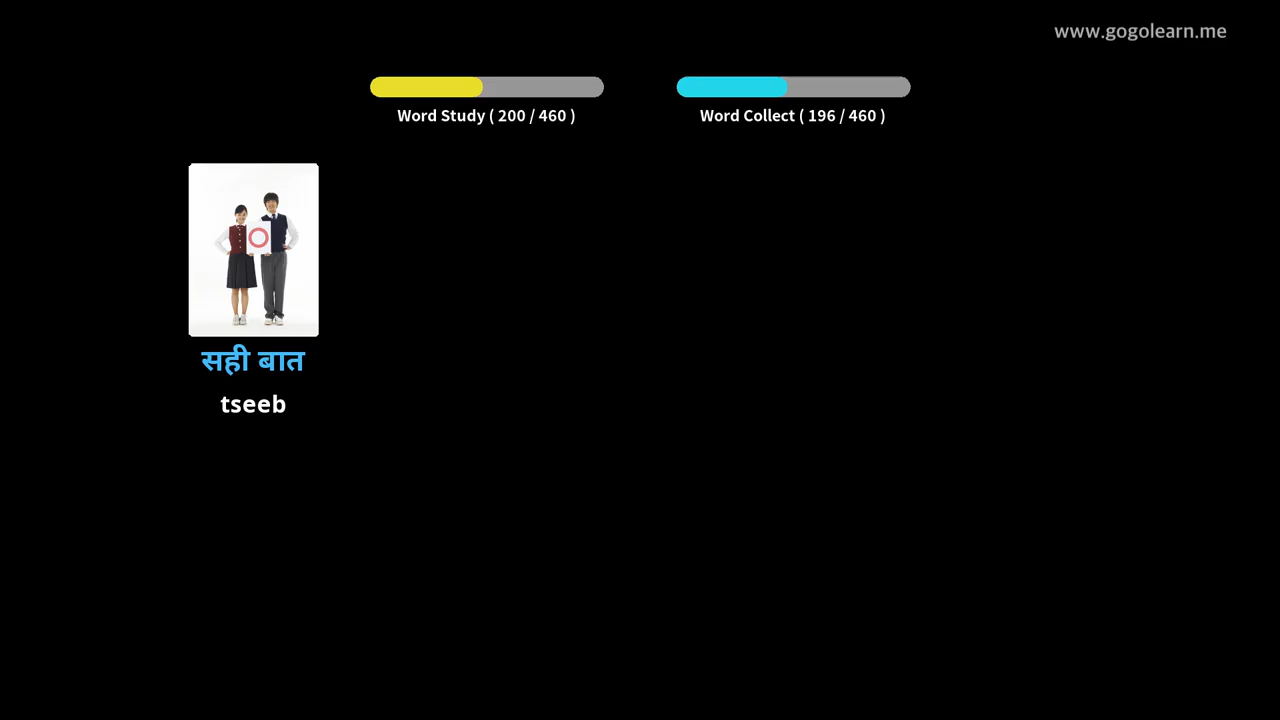 www.gogolearn.me
Word Study ( 200 / 460 )
Word Collect ( 196 / 460 )
सही बात
tseeb